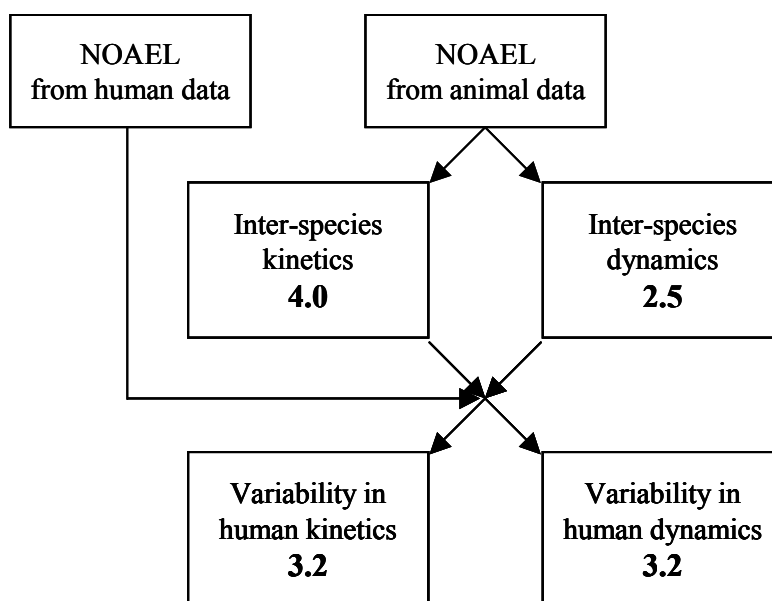 NOAEL
from human data
NOAEL
from animal data
Inter-species
kinetics
4.0
Inter-species
dynamics
2.5
Variability in
human kinetics
3.2
Variability in
human dynamics
3.2